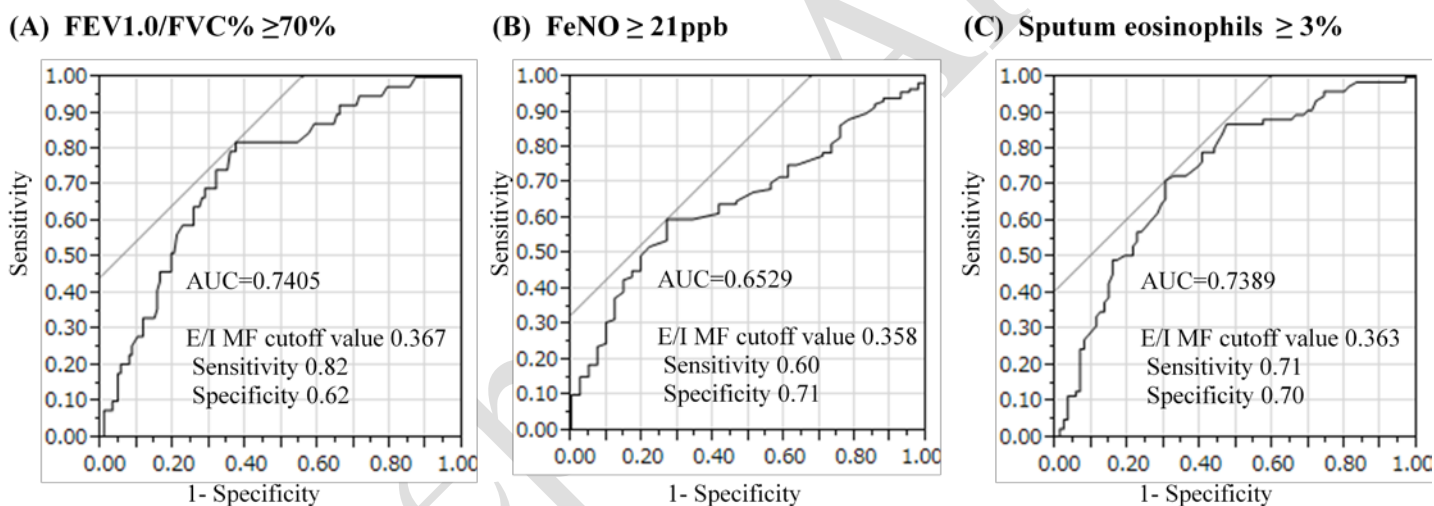 (A) FEV1.0/FVC% ≥70%
1.00
0.90
0.80
0.70
0.60
0.50
0.40
0.30
0.20
0.10
0.00
Sensitivity
AUC=0.7405
E/I MF cutoff value 0.367
Sensitivity 0.82
Specificity 0.62
0.00 0.20 0.40 0.60 0.80 1.00
1- Specificity
(B) FeNO ≥ 21ppb
1.00
0.90
0.80
0.70
0.60
0.50
0.40
0.30
0.20
0.10
0.00
Sensitivity
AUC=0.6529
E/I MF cutoff value 0.358
Sensitivity 0.60
Specificity 0.71
0.00 0.20 0.40 0.60 0.80 1.00
1- Specificity
(C) Sputum eosinophils ≥ 3%
1.00
0.90
0.80
0.70
0.60
0.50
0.40
0.30
0.20
0.10
0.00
Sensitivity
AUC=0.7389
E/I MF cutoff value 0.363
Sensitivity 0.71
Specificity 0.70
0.00 0.20 0.40 0.60 0.80 1.00
1- Specificity